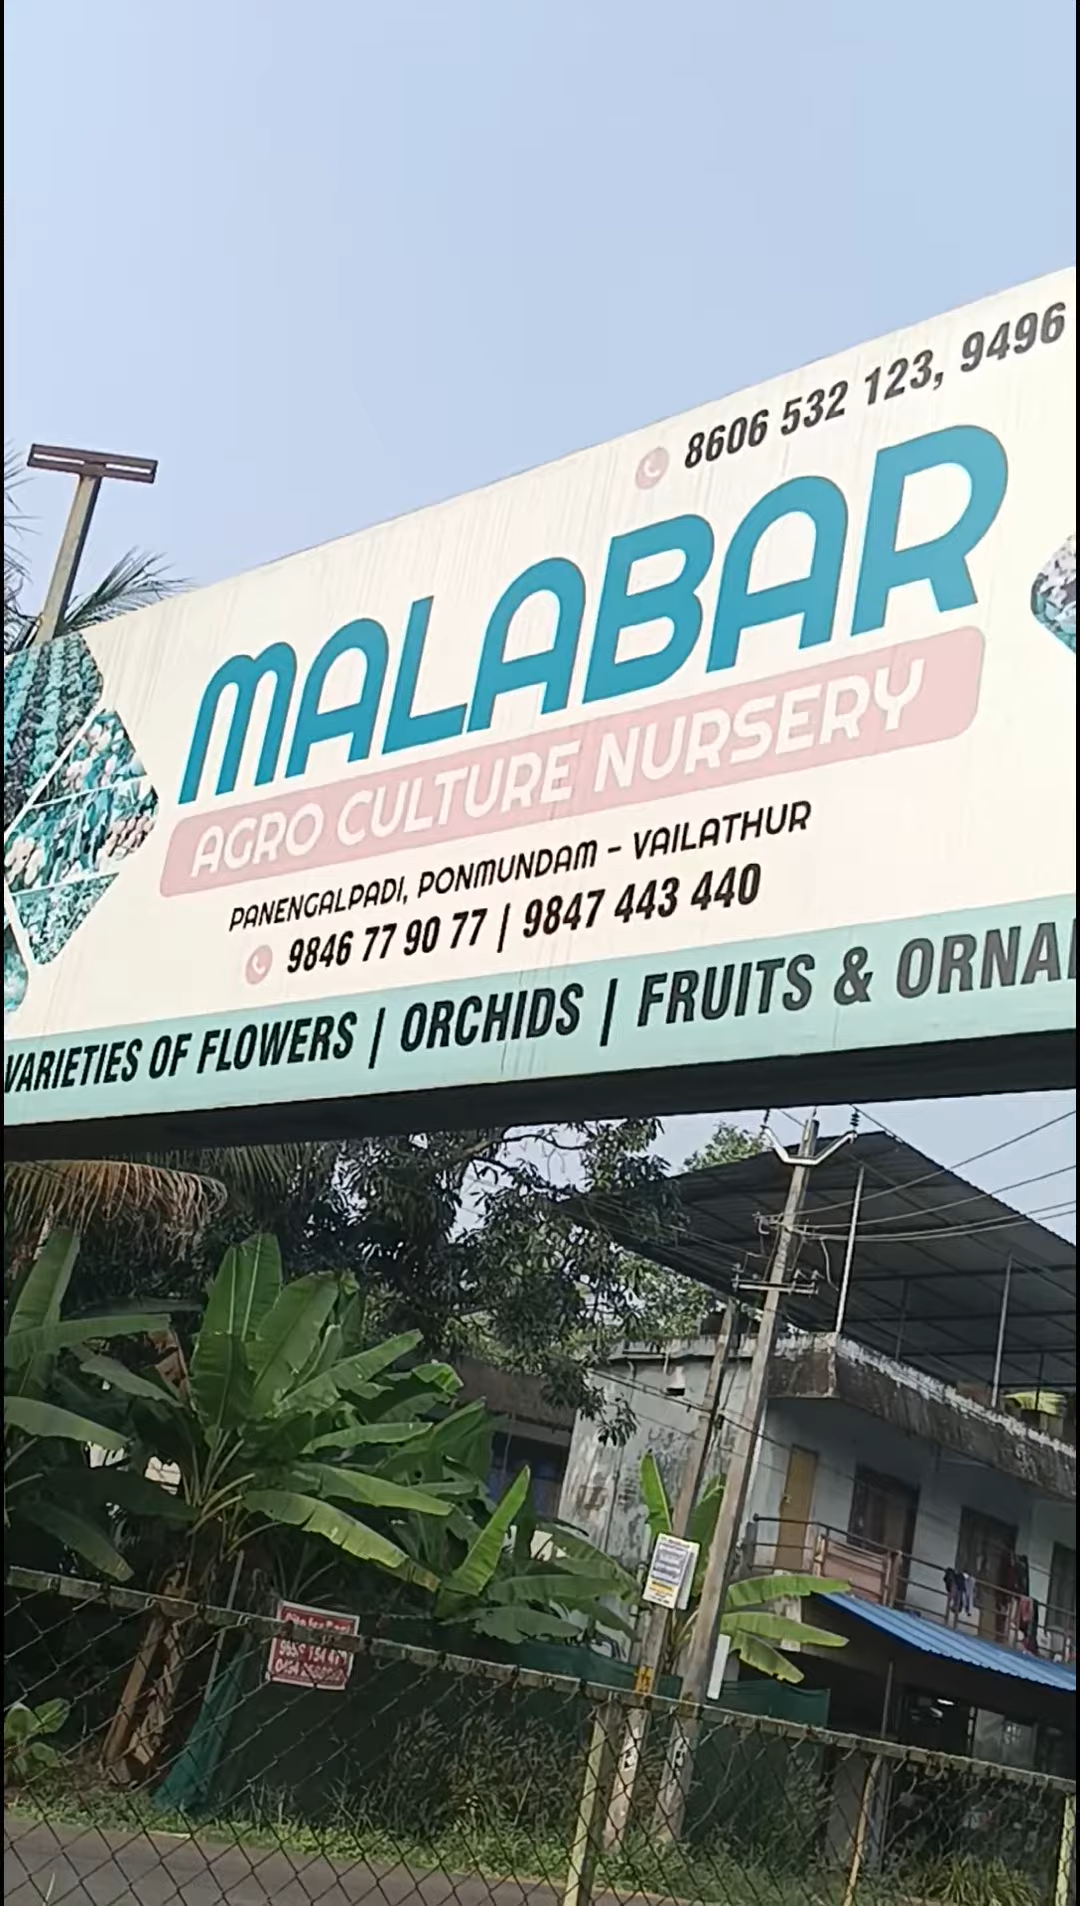 8606 532 123, 9496
MALABAR
AGRO CULTURE NURSERY
PANENGALPADI, PONMUNDAM - VAILATHUR
9846 77 90 77 | 9847 443 440
VARIETIES OF FLOWERS | ORCHIDS | FRUITS & ORNA